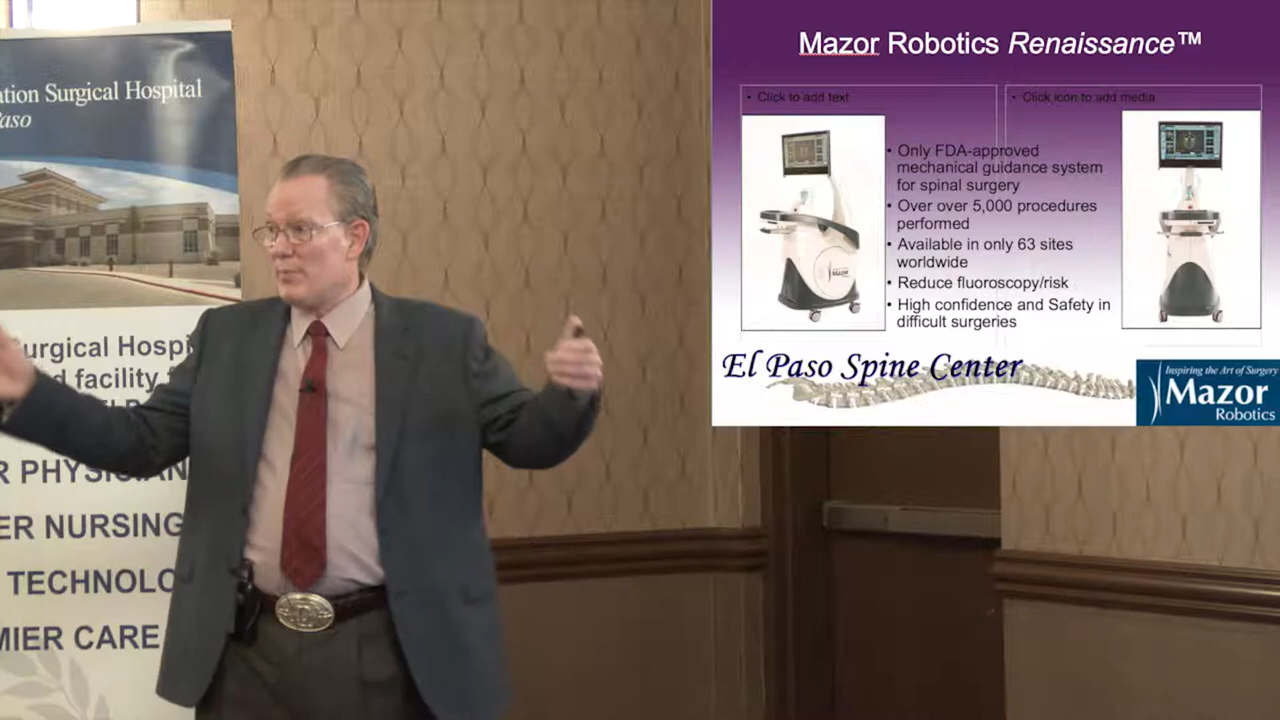 ation Surgical Hospital
Paso
urgical Hospi
d facility f
R PHYSICIAN
ER NURSING
TECHNOLO
MIER CARE
Mazor Robotics Renaissance™
• Click to add text
• Click icon to add media
• Only FDA-approved
mechanical guidance system
for spinal surgery
• Over over 5,000 procedures
performed
• Available in only 63 sites
worldwide
• Reduce fluoroscopy/risk
• High confidence and Safety in
difficult surgeries
MAZOR
El Paso Spine Center
Inspiring the Art of Surgery
Mazor
Robotics